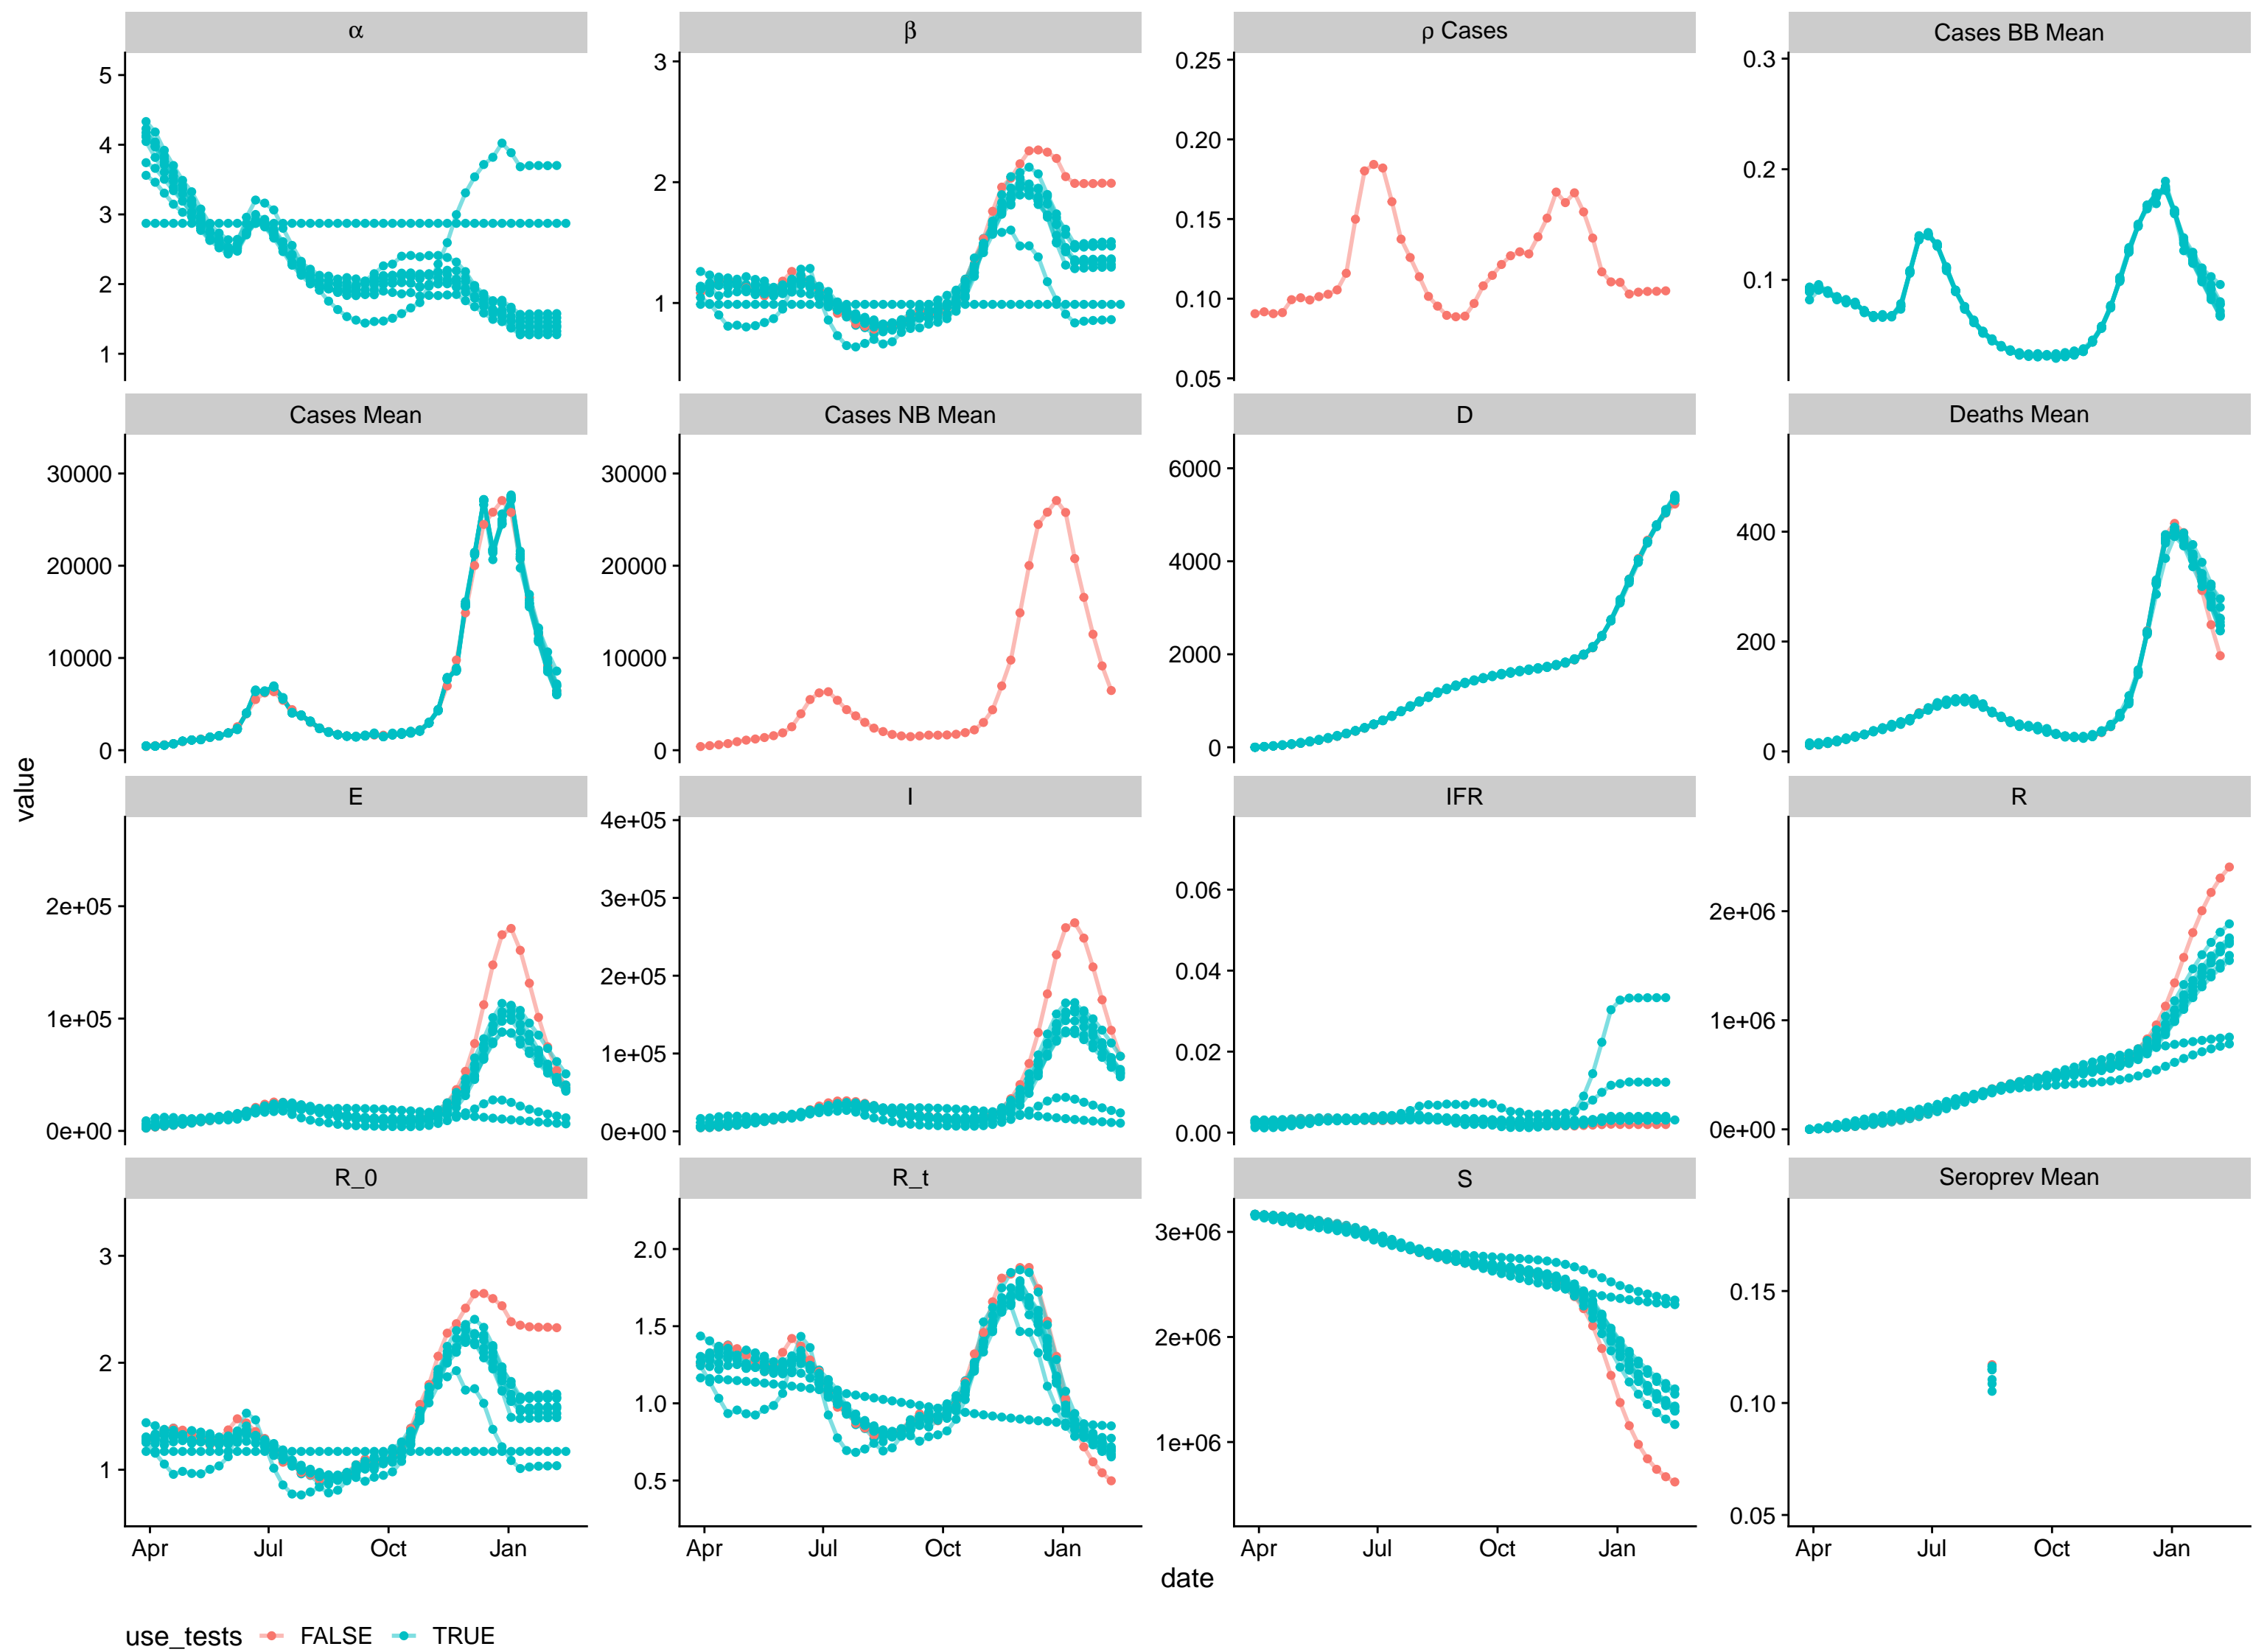 α
β
ρ Cases
Cases BB Mean
5
4
3
2
1
3
2
1
0.25
0.20
0.15
0.10
0.05
0.3
0.2
0.1
Cases Mean
Cases NB Mean
D
Deaths Mean
30000
20000
10000
0
30000
20000
10000
0
6000
4000
2000
0
400
200
0
value
E
I
IFR
R
2e+05
1e+05
0e+00
4e+05
3e+05
2e+05
1e+05
0e+00
0.06
0.04
0.02
0.00
2e+06
1e+06
0e+00
R_0
R_t
S
Seroprev Mean
3
2
1
2.0
1.5
1.0
0.5
3e+06
2e+06
1e+06
0.15
0.10
0.05
Apr Jul Oct Jan
Apr Jul Oct Jan
Apr Jul Oct Jan
Apr Jul Oct Jan
date
use_tests FALSE TRUE